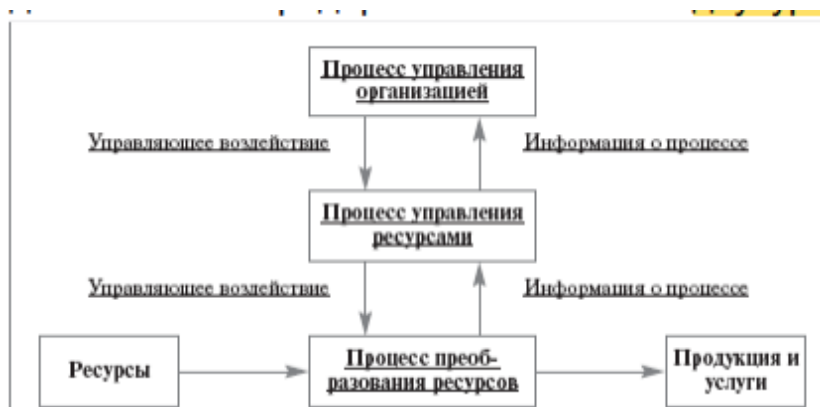 Процесс управления
организацией
Управляющее воздействие
Информация о процессе
Процесс управления
ресурсами
Управляющее воздействие
Информация о процессе
Ресурсы
Процесс преоб-
разования ресурсов
Продукция и
услуги